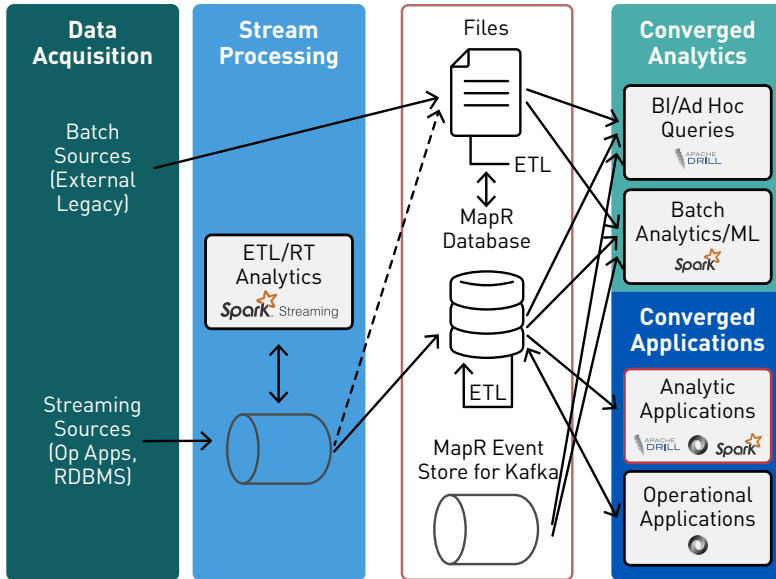 Data
Acquisition
Batch
Sources
(External
Legacy)
Streaming
Sources
(Op Apps,
RDBMS)
Stream
Processing
ETL/RT
Analytics
Spark Streaming
Files
ETL
MapR
Database
ETL
MapR Event
Store for Kafka
Converged
Analytics
BI/Ad Hoc
Queries
APACHE
DRILL
Batch
Analytics/ML
Spark
Converged
Applications
Analytic
Applications
APACHE
DRILL
Spark
Operational
Applications